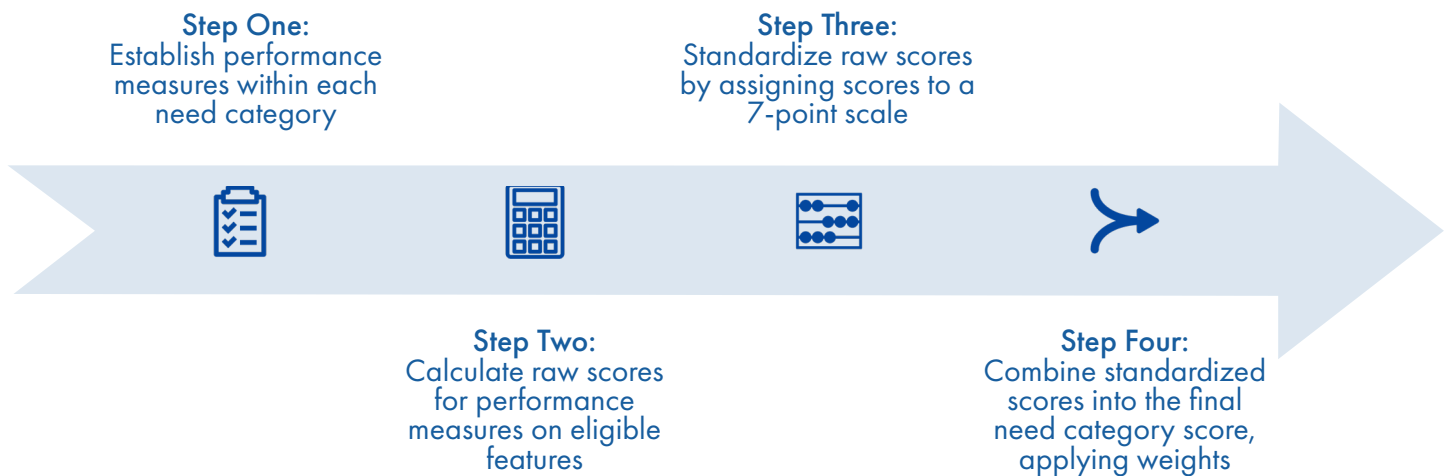 Step One:
Establish performance
measures within each
need category
Step Two:
Calculate raw scores
for performance
measures on eligible
features
Step Three:
Standardize raw scores
by assigning scores to a
7-point scale
Step Four:
Combine standardized
scores into the final
need category score,
applying weights